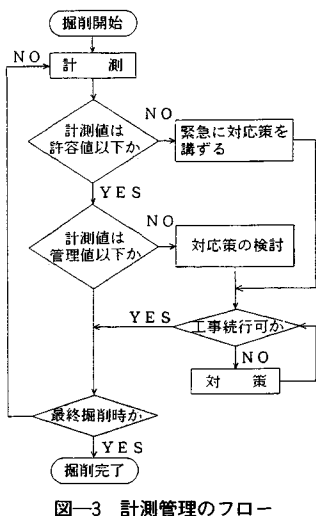 掘削開始
NO
計 測
計測値は
許容値以下か
NO
緊急に対応策を
講ずる
YES
計測値は
管理値以下か
NO
対応策の検討
YES
工事続行可か
NO
対 策
最終掘削時か
YES
掘削完了
図―3 計測管理のフロー